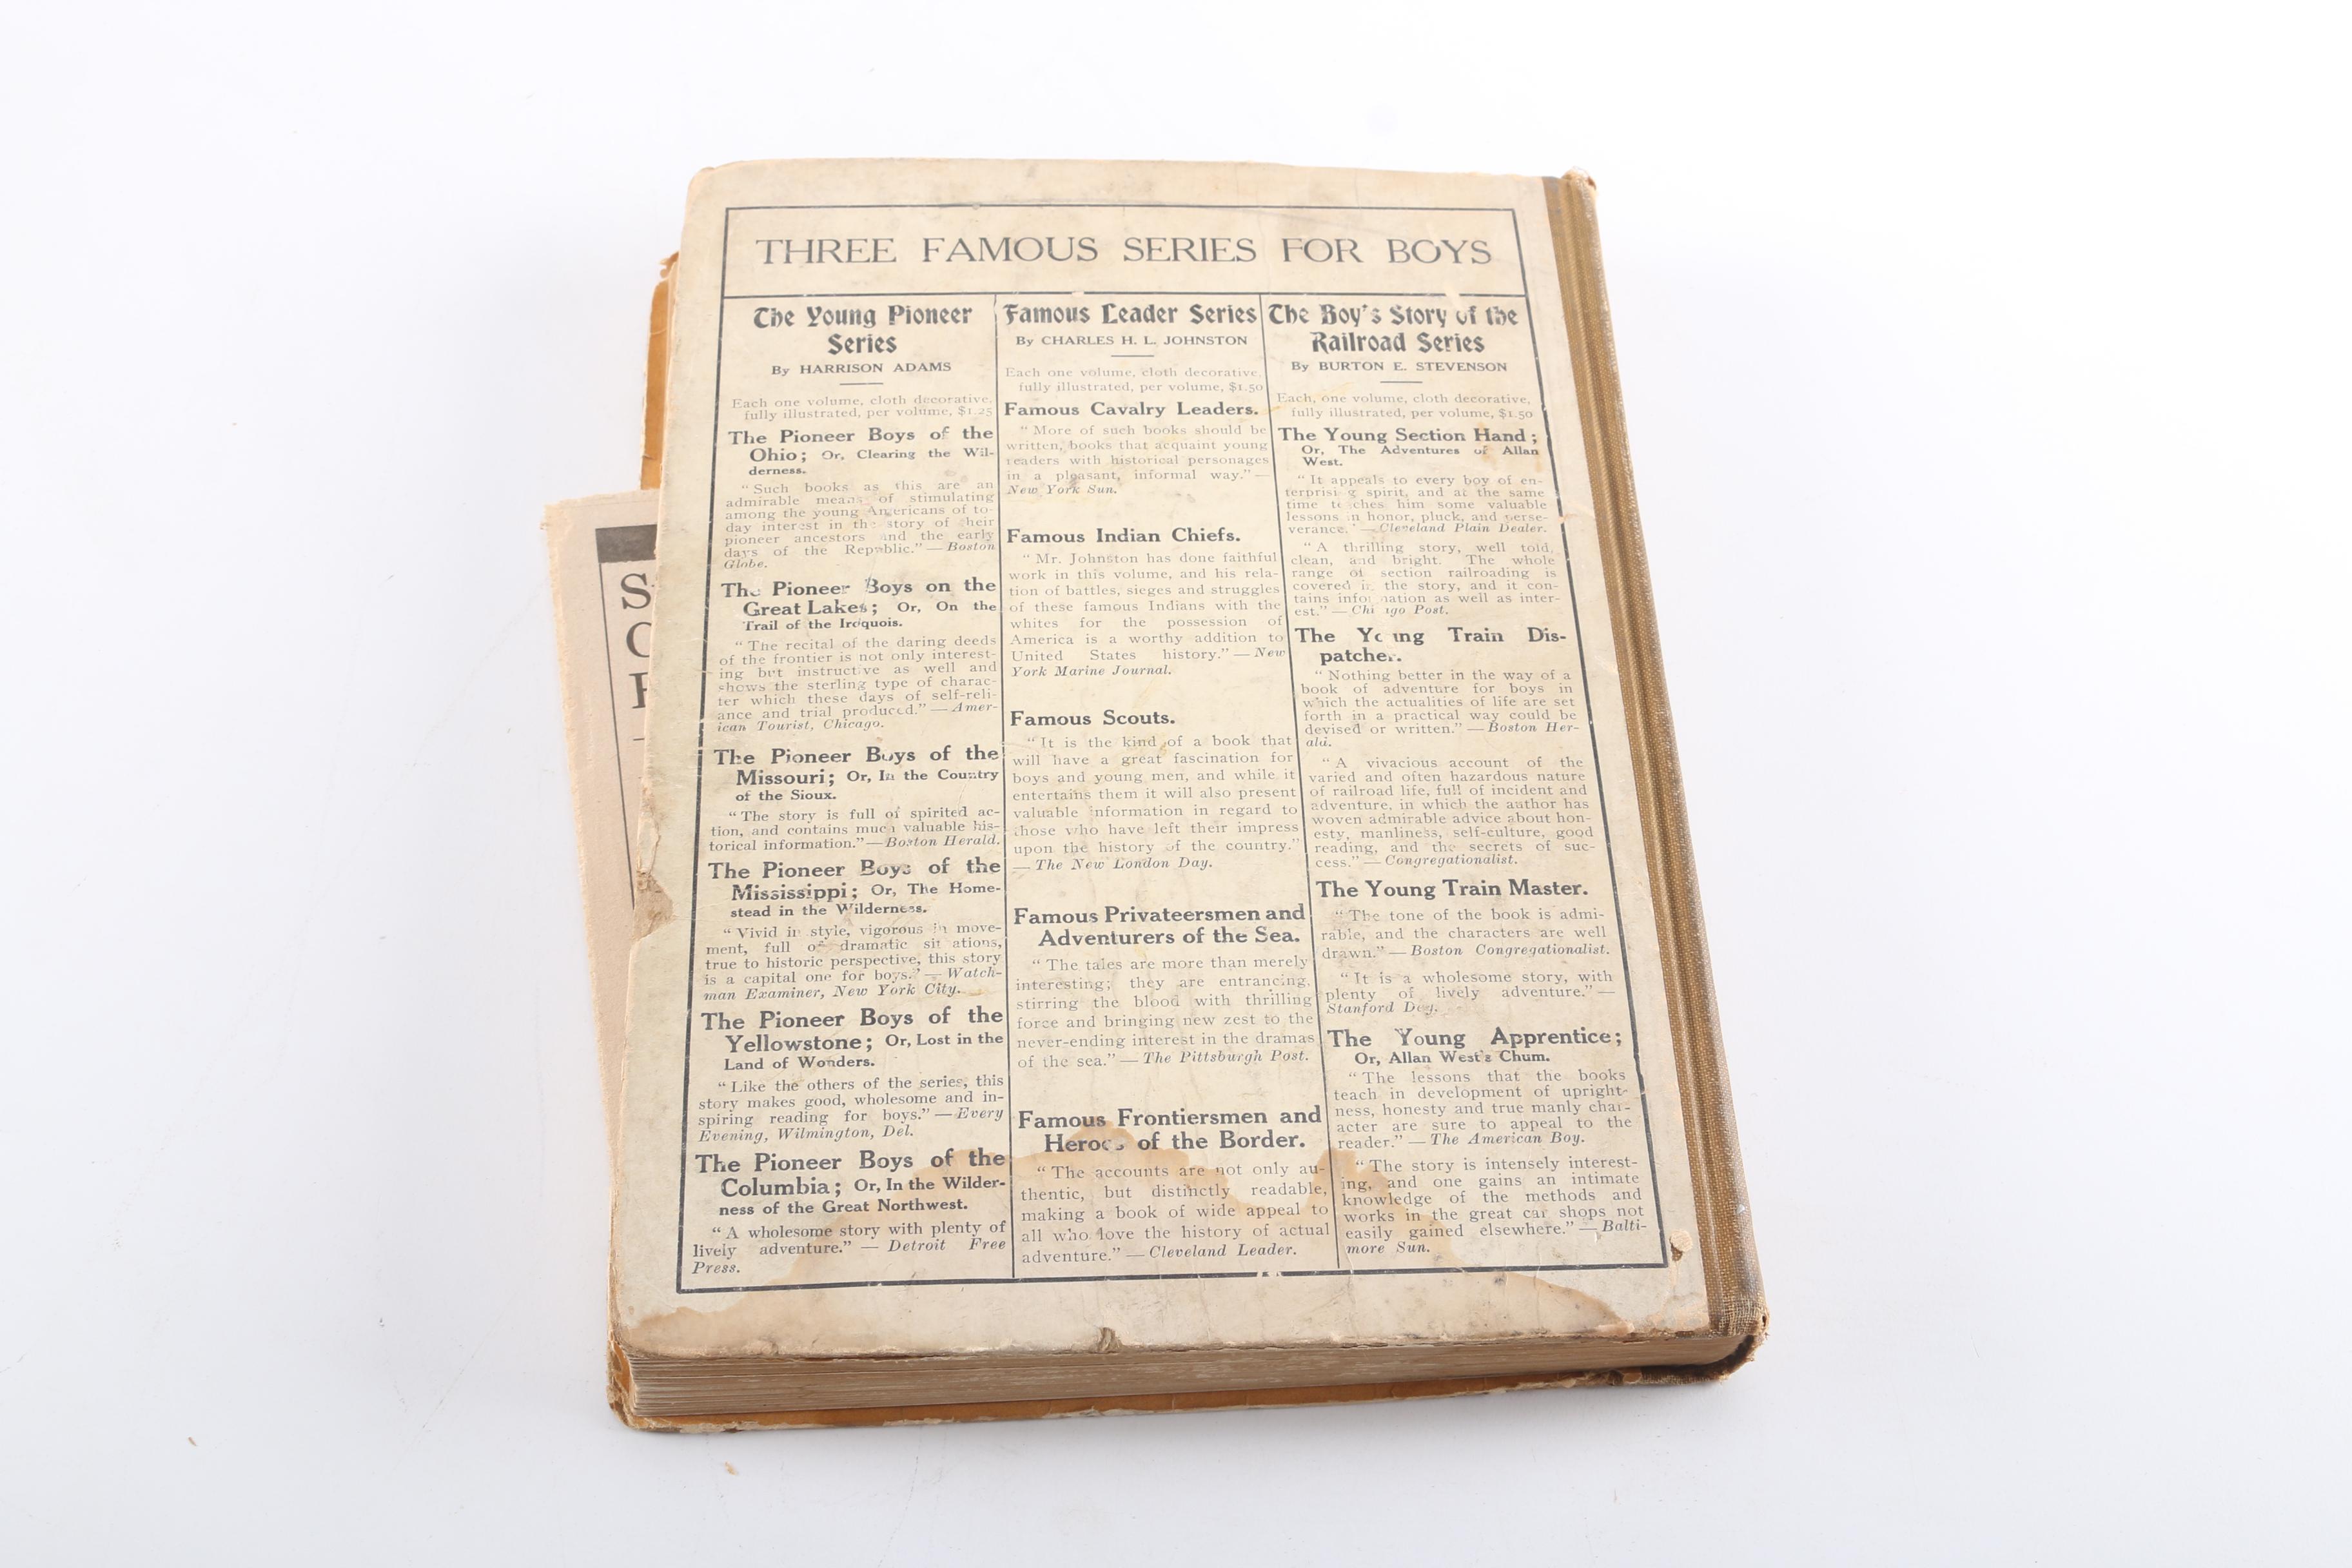 THREE FAMOUS SERIES FOR BOYS
The Young Pioneer
Series
By HARRISON ADAMS
Each one volume, cloth decorative,
fully illustrated, per volume, $1.25
The Pioneer Boys of the
Ohio; Or, Clearing the Wil-
derness.
"Such books as this are an
admirable means of stimulating
among the young Americans of to-
day interest in the story of their
pioneer ancestors and the early
days of the Republic." — Boston
Globe.
The Pioneer Boys on the
Great Lakes; Or, On the
Trail of the Iroquois.
"The recital of the daring deeds
of the frontier is not only interest-
ing but instructive as well and
shows the sterling type of charac-
ter which these days of self-reli-
ance and trial produced." — Amer-
ican Tourist, Chicago.
The Pioneer Boys of the
Missouri; Or, In the Country
of the Sioux.
"The story is full of spirited ac-
tion, and contains much valuable his-
torical information." — Boston Herald.
The Pioneer Boys of the
Mississippi; Or, The Home-
stead in the Wilderness.
"Vivid in style, vigorous in move-
ment, full of dramatic situations,
true to historic perspective, this story
is a capital one for boys." — Watch-
man Examiner, New York City.
The Pioneer Boys of the
Yellowstone; Or, Lost in the
Land of Wonders.
"Like the others of the series, this
story makes good, wholesome and in-
spiring reading for boys." — Every
Evening, Wilmington, Del.
The Pioneer Boys of the
Columbia; Or, In the Wilder-
ness of the Great Northwest.
"A wholesome story with plenty of
lively adventure." — Detroit Free
Press.
Famous Leader Series
By CHARLES H. L. JOHNSTON
Each one volume, cloth decorative,
fully illustrated, per volume, $1.50
Famous Cavalry Leaders.
"More of such books should be
written, books that acquaint young
readers with historical personages
in a pleasant, informal way." —
New York Sun.
Famous Indian Chiefs.
"Mr. Johnston has done faithful
work in this volume, and his rela-
tion of battles, sieges and struggles
of these famous Indians with the
whites for the possession of
America is a worthy addition to
United States history." — New
York Marine Journal.
Famous Scouts.
"It is the kind of a book that
will have a great fascination for
boys and young men, and while it
entertains them it will also present
valuable information in regard to
those who have left their impress
upon the history of the country."
— The New London Day.
Famous Privateersmen and
Adventurers of the Sea.
"The tales are more than merely
interesting; they are entrancing,
stirring the blood with thrilling
force and bringing new zest to the
never-ending interest in the dramas
of the sea." — The Pittsburgh Post.
Famous Frontiersmen and
Heroes of the Border.
"The accounts are not only au-
thentic, but distinctly readable,
making a book of wide appeal to
all who love the history of actual
adventure." — Cleveland Leader.
The Boy's Story of the
Railroad Series
By BURTON E. STEVENSON
Each, one volume, cloth decorative,
fully illustrated, per volume, $1.50
The Young Section Hand;
Or, The Adventures of Allan
West.
"It appeals to every boy of en-
terprising spirit, and at the same
time teaches him some valuable
lessons in honor, pluck, and perse-
verance." — Cleveland Plain Dealer.
"A thrilling story, well told,
clean, and bright. The whole
range of section railroading is
covered in the story, and it con-
tains information as well as inter-
est." — Chicago Post.
The Young Train Dis-
patcher.
"Nothing better in the way of a
book of adventure for boys in
which the actualities of life are set
forth in a practical way could be
devised or written." — Boston Her-
ald.
"A vivacious account of the
varied and often hazardous nature
of railroad life, full of incident and
adventure, in which the author has
woven admirable advice about hon-
esty, manliness, self-culture, good
reading, and the secrets of suc-
cess." — Congregationalist.
The Young Train Master.
"The tone of the book is admi-
rable, and the characters are well
drawn." — Boston Congregationalist.
"It is a wholesome story, with
plenty of lively adventure." —
Stanford Day.
The Young Apprentice;
Or, Allan West's Chum.
"The lessons that the books
teach in development of upright-
ness, honesty and true manly char-
acter are sure to appeal to the
reader." — The American Boy.
"The story is intensely interest-
ing, and one gains an intimate
knowledge of the methods and
works in the great car shops not
easily gained elsewhere." — Balti-
more Sun.